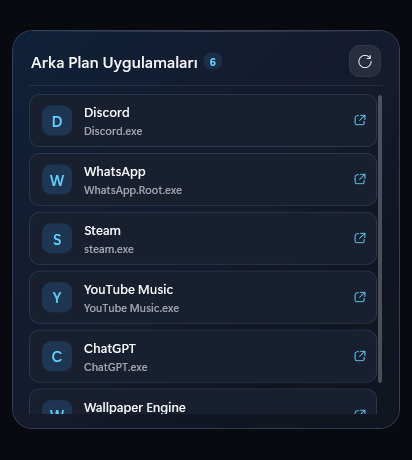 Arka Plan Uygulamaları 6
D
Discord
Discord.exe
W
WhatsApp
WhatsApp.Root.exe
S
Steam
steam.exe
Y
YouTube Music
YouTube Music.exe
C
ChatGPT
ChatGPT.exe
W
Wallpaper Engine